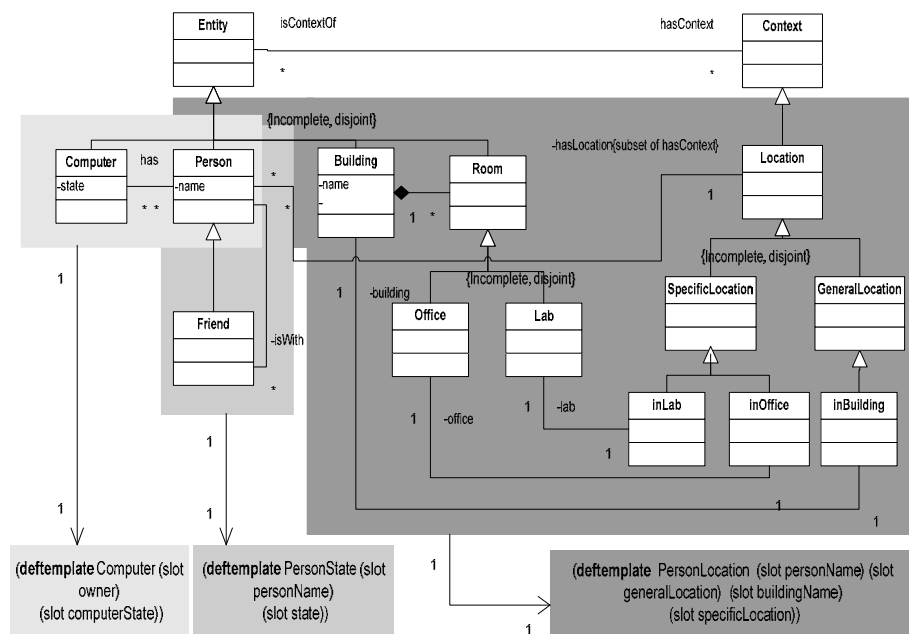 Entity
isContextOf
hasContext
Context
*
*
{Incomplete, disjoint}
Computer
-state
has
* *
Person
-name
*
*
Building
-name
-
1
*
Room
-hasLocation{subset of hasContext}
1
Location
{Incomplete, disjoint}
{Incomplete, disjoint}
1
1
-building
Office
Lab
SpecificLocation
GeneralLocation
Friend
-isWith
*
1
-office
1
-lab
1
inLab
inOffice
inBuilding
1
1
1
1
1
(deftemplate Computer (slot
owner)
(slot computerState))
(deftemplate PersonState (slot
personName)
(slot state))
1
1
(deftemplate PersonLocation (slot personName) (slot
generalLocation) (slot buildingName)
(slot specificLocation))